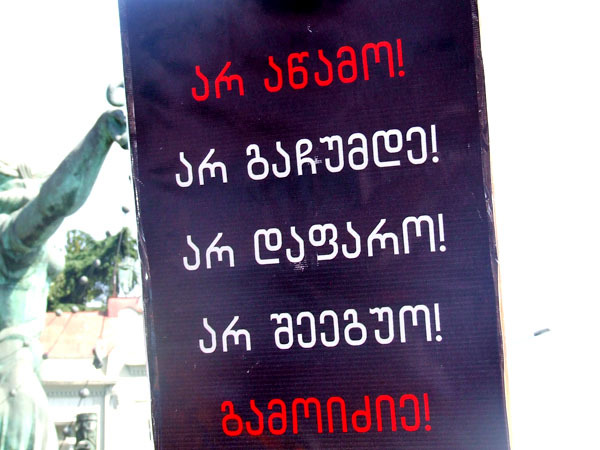 არ აწამო!
არ გაჩუმდე!
არ დაფარო!
არ შეეგუო!
გამოიძიე!